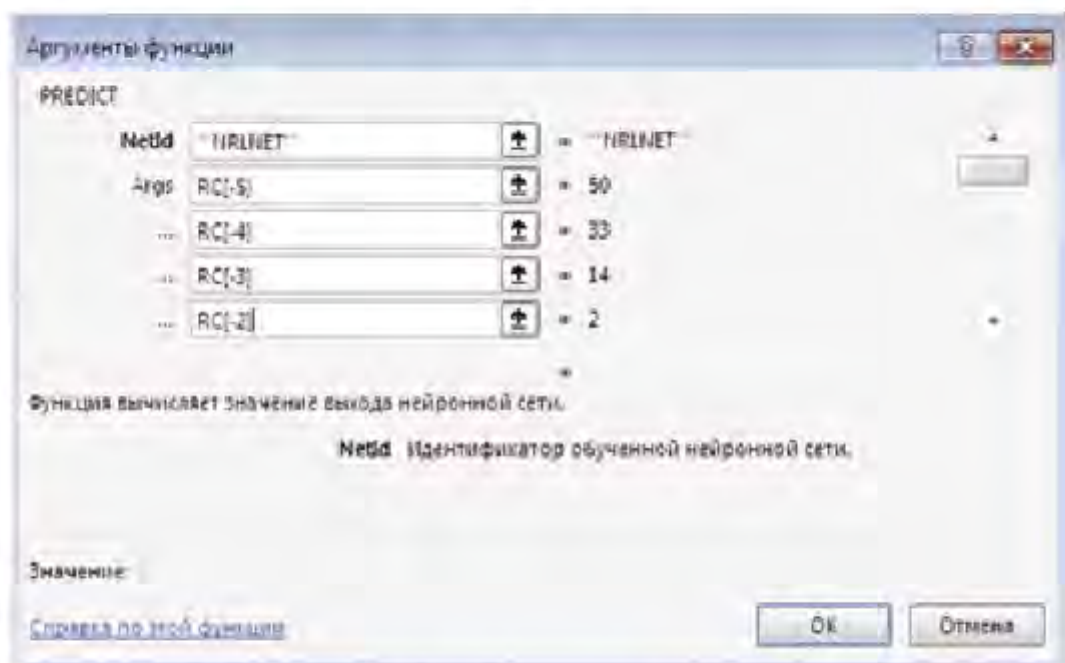 Аргументы функции
PREDICT
NetId "NRLNET" = "NRLNET"
Args RC[-5] = 50
... RC[-4] = 33
... RC[-3] = 14
... RC[-2] = 2
=
Функция вычисляет значение выхода нейронной сети.
NetId Идентификатор обученной нейронной сети.
Значение:
Справка по этой функции
OK Отмена